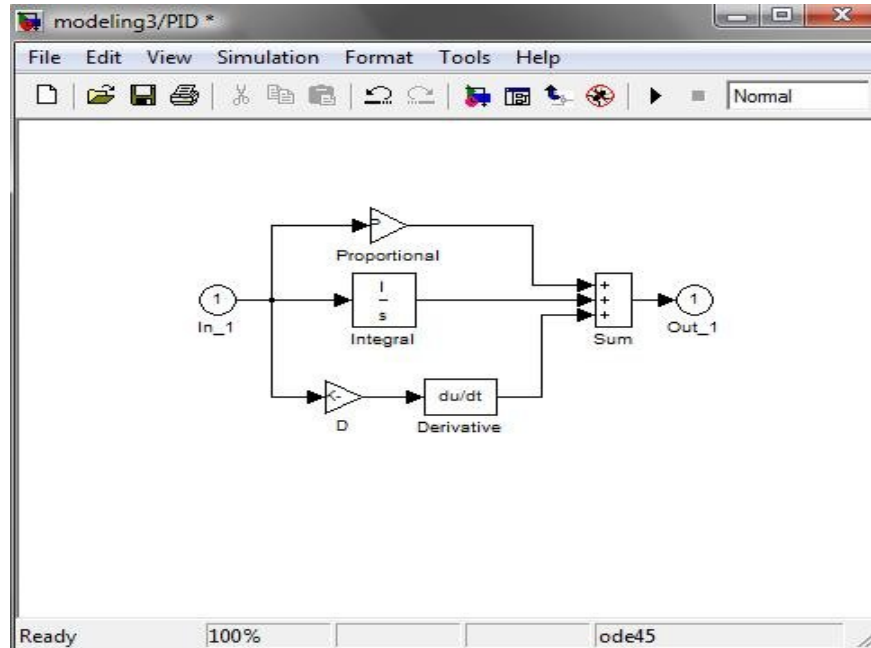 modeling3/PID *
File Edit View Simulation Format Tools Help
Normal
Proportional
1
In_1
I
s
Integral
+
+
+
Sum
1
Out_1
D
du/dt
Derivative
Ready 100% ode45